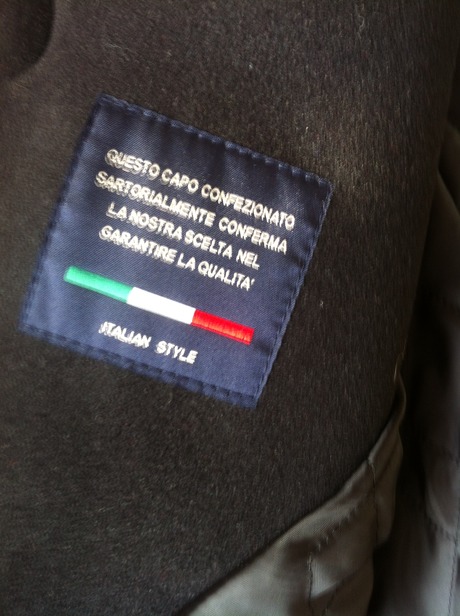 QUESTO CAPO CONFEZIONATO
SARTORIALMENTE CONFERMA
LA NOSTRA SCELTA NEL
GARANTIRE LA QUALITA'
ITALIAN STYLE